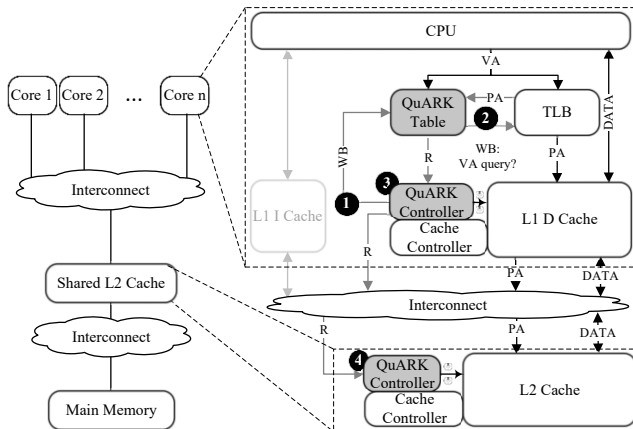 CPU
VA
Core 1
Core 2
...
Core n
QuARK
Table
PA
TLB
2
DATA
WB
R
WB:
VA query?
PA
3
Interconnect
L1 I Cache
1
QuARK
Controller
L1 D Cache
Cache
Controller
R
PA
DATA
Shared L2 Cache
Interconnect
R
PA
DATA
Interconnect
4
QuARK
Controller
L2 Cache
Main Memory
Cache
Controller